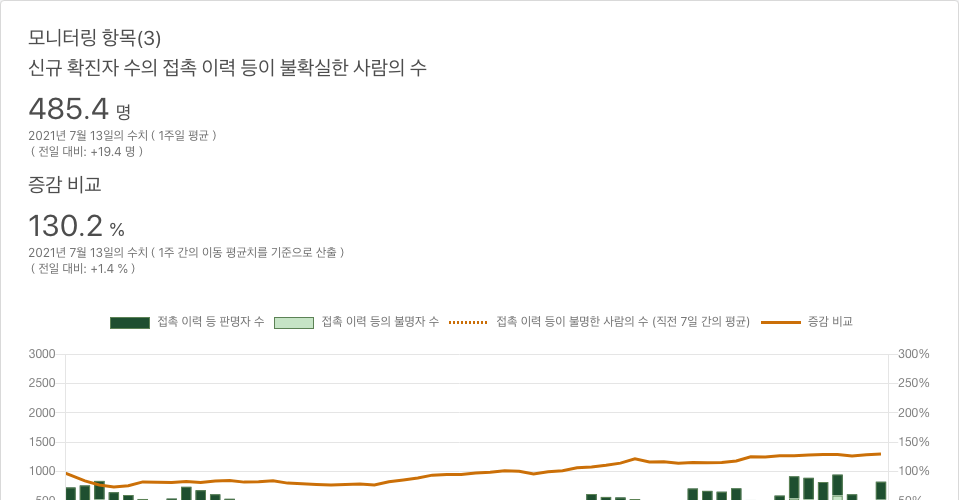 모니터링 항목(3)
신규 확진자 수의 접촉 이력 등이 불확실한 사람의 수
485.4 명
2021년 7월 13일의 수치 ( 1주일 평균 )
( 전일 대비: +19.4 명 )
증감 비교
130.2 %
2021년 7월 13일의 수치 ( 1주 간의 이동 평균치를 기준으로 산출 )
( 전일 대비: +1.4 % )
접촉 이력 등 판명자 수 접촉 이력 등의 불명자 수 접촉 이력 등이 불명한 사람의 수 (직전 7일 간의 평균) 증감 비교
3000 300%
2500 250%
2000 200%
1500 150%
1000 100%
500 50%